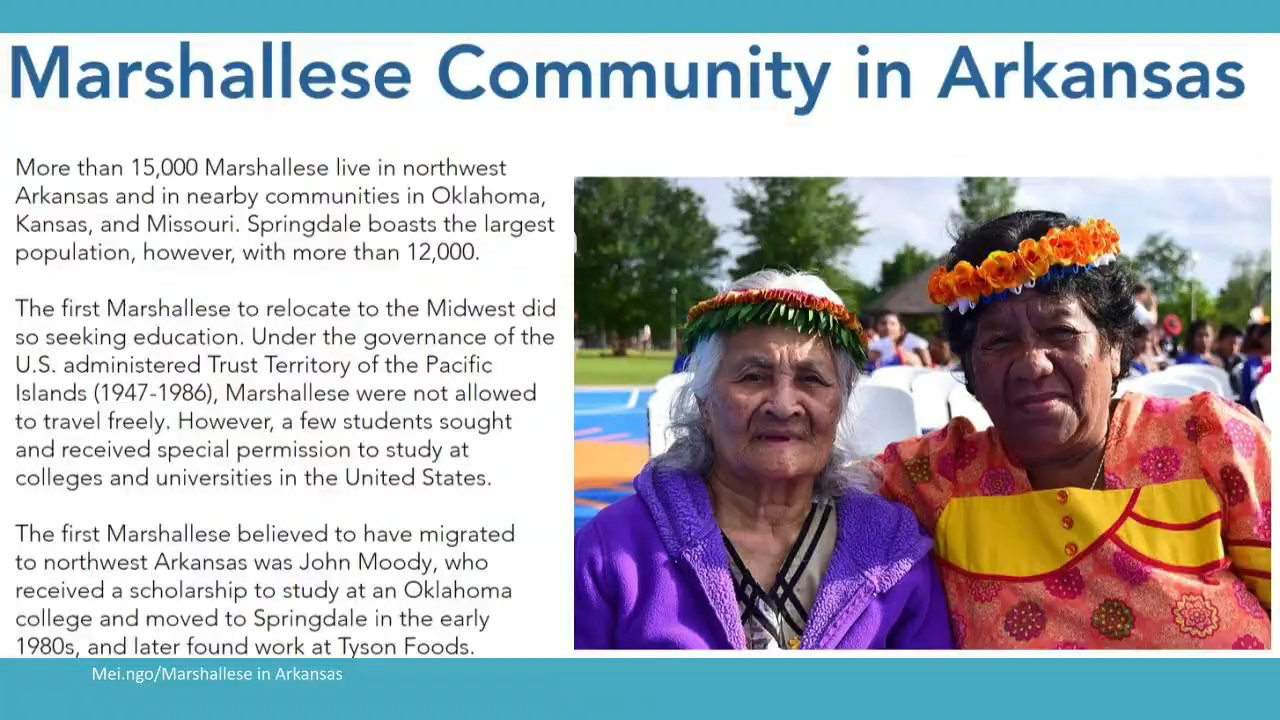 Marshallese Community in Arkansas
More than 15,000 Marshallese live in northwest
Arkansas and in nearby communities in Oklahoma,
Kansas, and Missouri. Springdale boasts the largest
population, however, with more than 12,000.
The first Marshallese to relocate to the Midwest did
so seeking education. Under the governance of the
U.S. administered Trust Territory of the Pacific
Islands (1947-1986), Marshallese were not allowed
to travel freely. However, a few students sought
and received special permission to study at
colleges and universities in the United States.
The first Marshallese believed to have migrated
to northwest Arkansas was John Moody, who
received a scholarship to study at an Oklahoma
college and moved to Springdale in the early
1980s, and later found work at Tyson Foods.
Mei.ngo/Marshallese in Arkansas